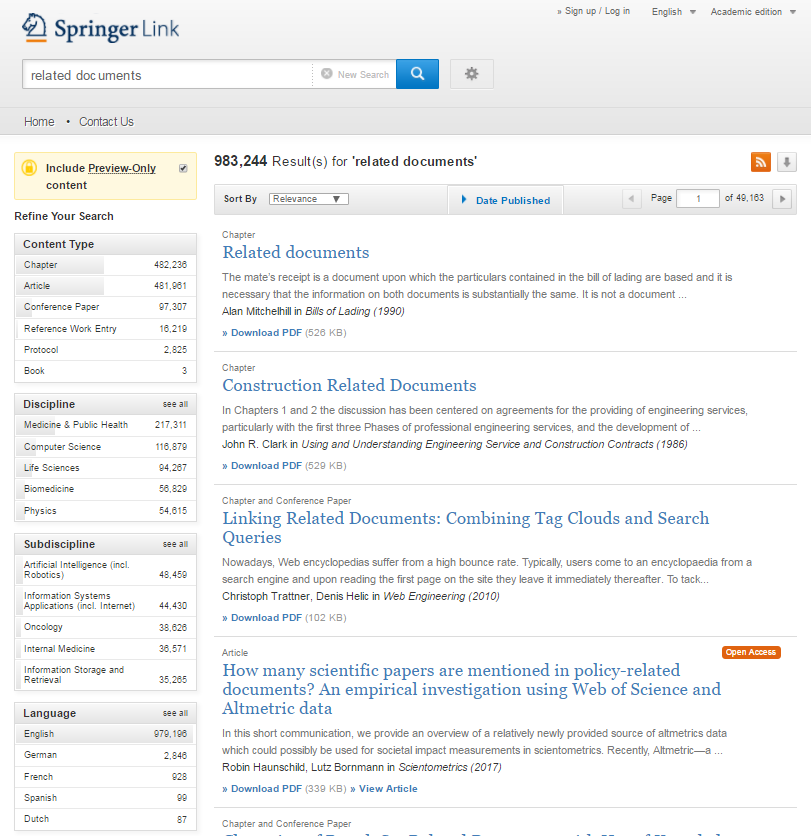 » Sign up / Log in English Academic edition
Springer Link
related documents New Search
Home • Contact Us
Include Preview-Only
content
Refine Your Search
Content Type
Chapter 482,236
Article 481,961
Conference Paper 97,307
Reference Work Entry 16,219
Protocol 2,825
Book 3
Discipline see all
Medicine & Public Health 217,311
Computer Science 116,879
Life Sciences 94,267
Biomedicine 56,829
Physics 54,615
Subdiscipline see all
Artificial Intelligence (incl.
Robotics) 48,459
Information Systems
Applications (incl. Internet) 44,430
Oncology 38,626
Internal Medicine 36,571
Information Storage and
Retrieval 35,265
Language see all
English 979,196
German 2,846
French 928
Spanish 99
Dutch 87
983,244 Result(s) for 'related documents'
Sort By Relevance Date Published Page 1 of 49,163
Chapter
Related documents
The mate's receipt is a document upon which the particulars contained in the bill of lading are based and it is
necessary that the information on both documents is substantially the same. It is not a document ...
Alan Mitchelhill in Bills of Lading (1990)
» Download PDF (526 KB)
Chapter
Construction Related Documents
In Chapters 1 and 2 the discussion has been centered on agreements for the providing of engineering services,
particularly with the first three Phases of professional engineering services, and the development of ...
John R. Clark in Using and Understanding Engineering Service and Construction Contracts (1986)
» Download PDF (529 KB)
Chapter and Conference Paper
Linking Related Documents: Combining Tag Clouds and Search
Queries
Nowadays, Web encyclopedias suffer from a high bounce rate. Typically, users come to an encyclopaedia from a
search engine and upon reading the first page on the site they leave it immediately thereafter. To tack...
Christoph Trattner, Denis Helic in Web Engineering (2010)
» Download PDF (102 KB)
Article Open Access
How many scientific papers are mentioned in policy-related
documents? An empirical investigation using Web of Science and
Altmetric data
In this short communication, we provide an overview of a relatively newly provided source of altmetrics data
which could possibly be used for societal impact measurements in scientometrics. Recently, Altmetric—a ...
Robin Haunschild, Lutz Bornmann in Scientometrics (2017)
» Download PDF (339 KB) » View Article
Chapter and Conference Paper